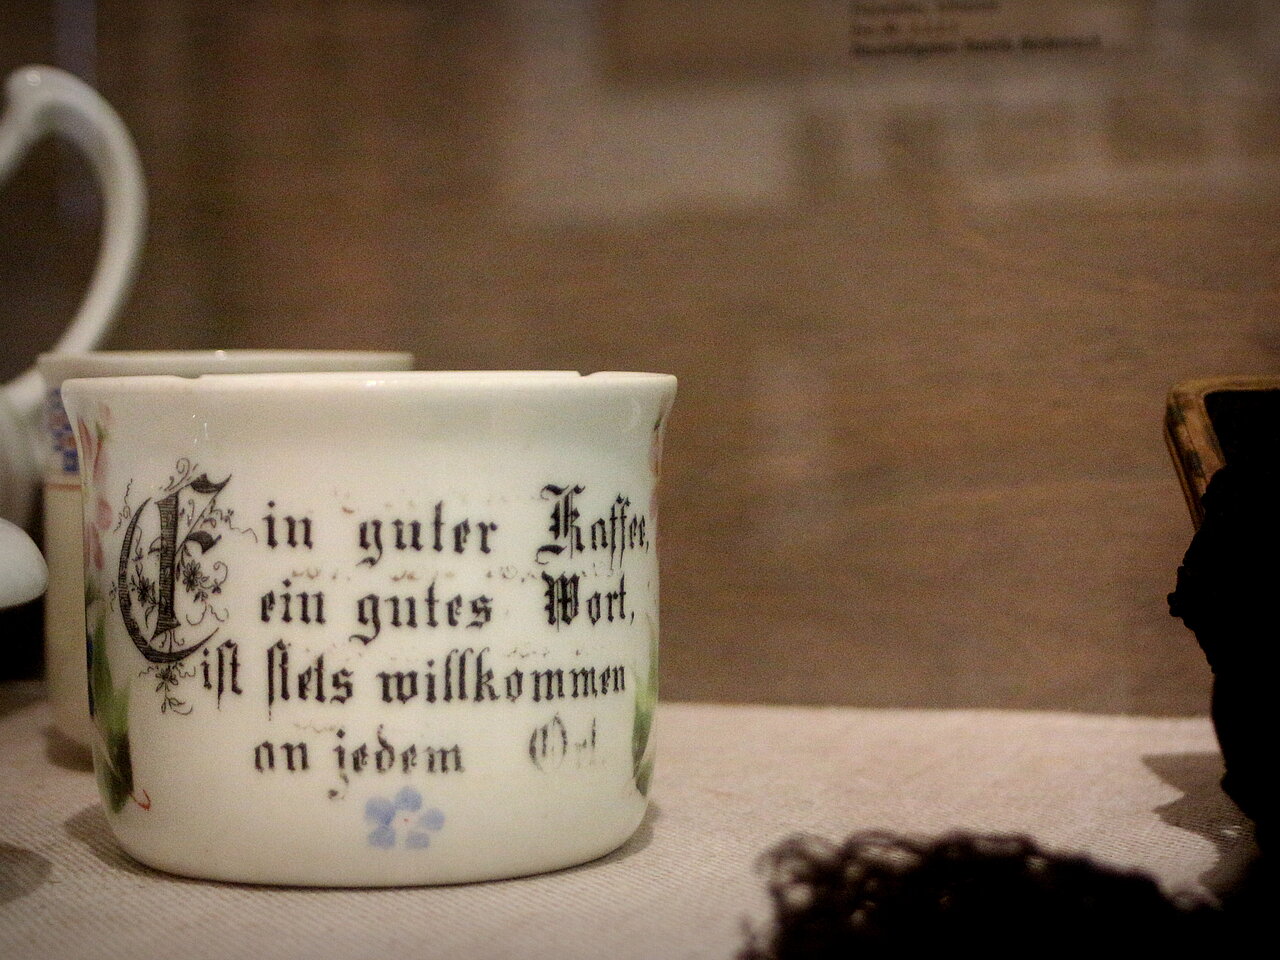 Ein guter Kaffee,
ein gutes Wort,
ist stets willkommen
an jedem Ort.